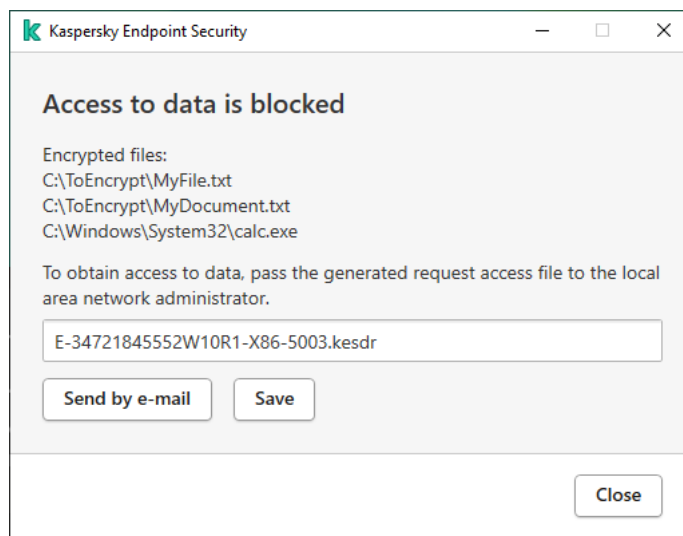 Kaspersky Endpoint Security
Access to data is blocked
Encrypted files:
C:\ToEncrypt\MyFile.txt
C:\ToEncrypt\MyDocument.txt
C:\Windows\System32\calc.exe
To obtain access to data, pass the generated request access file to the local
area network administrator.
E-34721845552W10R1-X86-5003.kesdr
Send by e-mail Save
Close